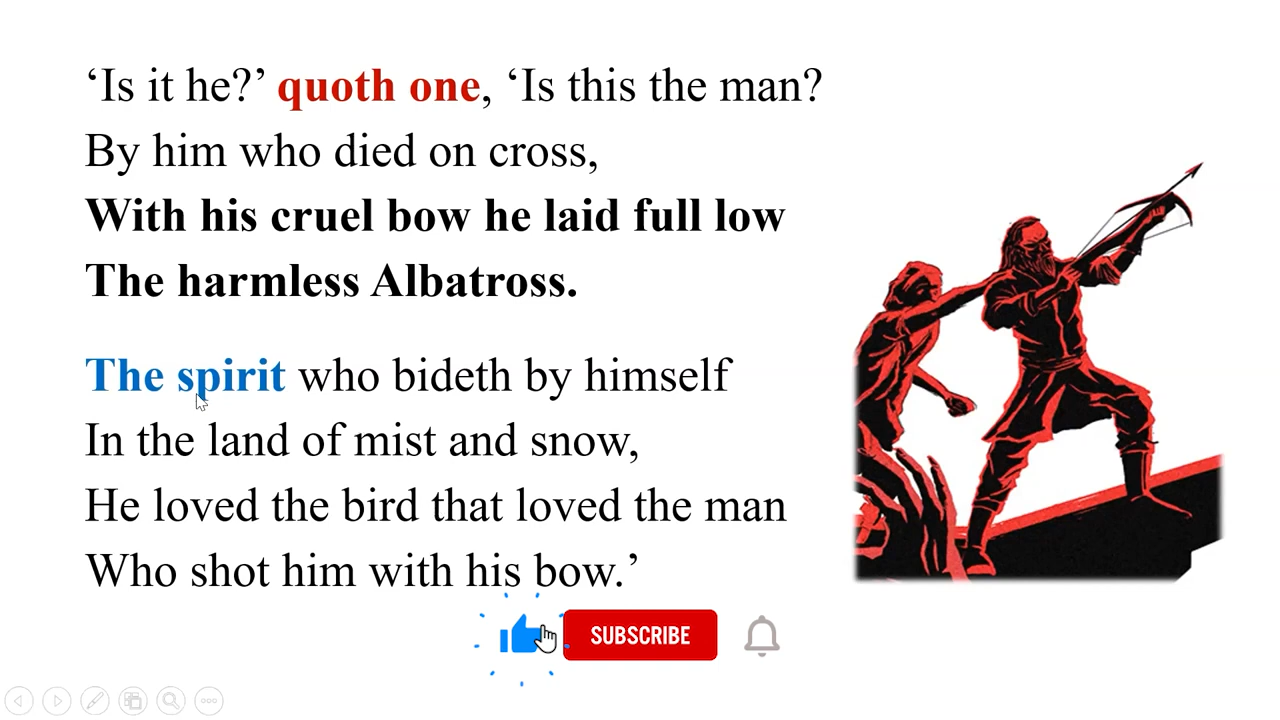 ‘Is it he?’ quoth one, ‘Is this the man?
By him who died on cross,
With his cruel bow he laid full low
The harmless Albatross.
The spirit who bideth by himself
In the land of mist and snow,
He loved the bird that loved the man
Who shot him with his bow.’
SUBSCRIBE